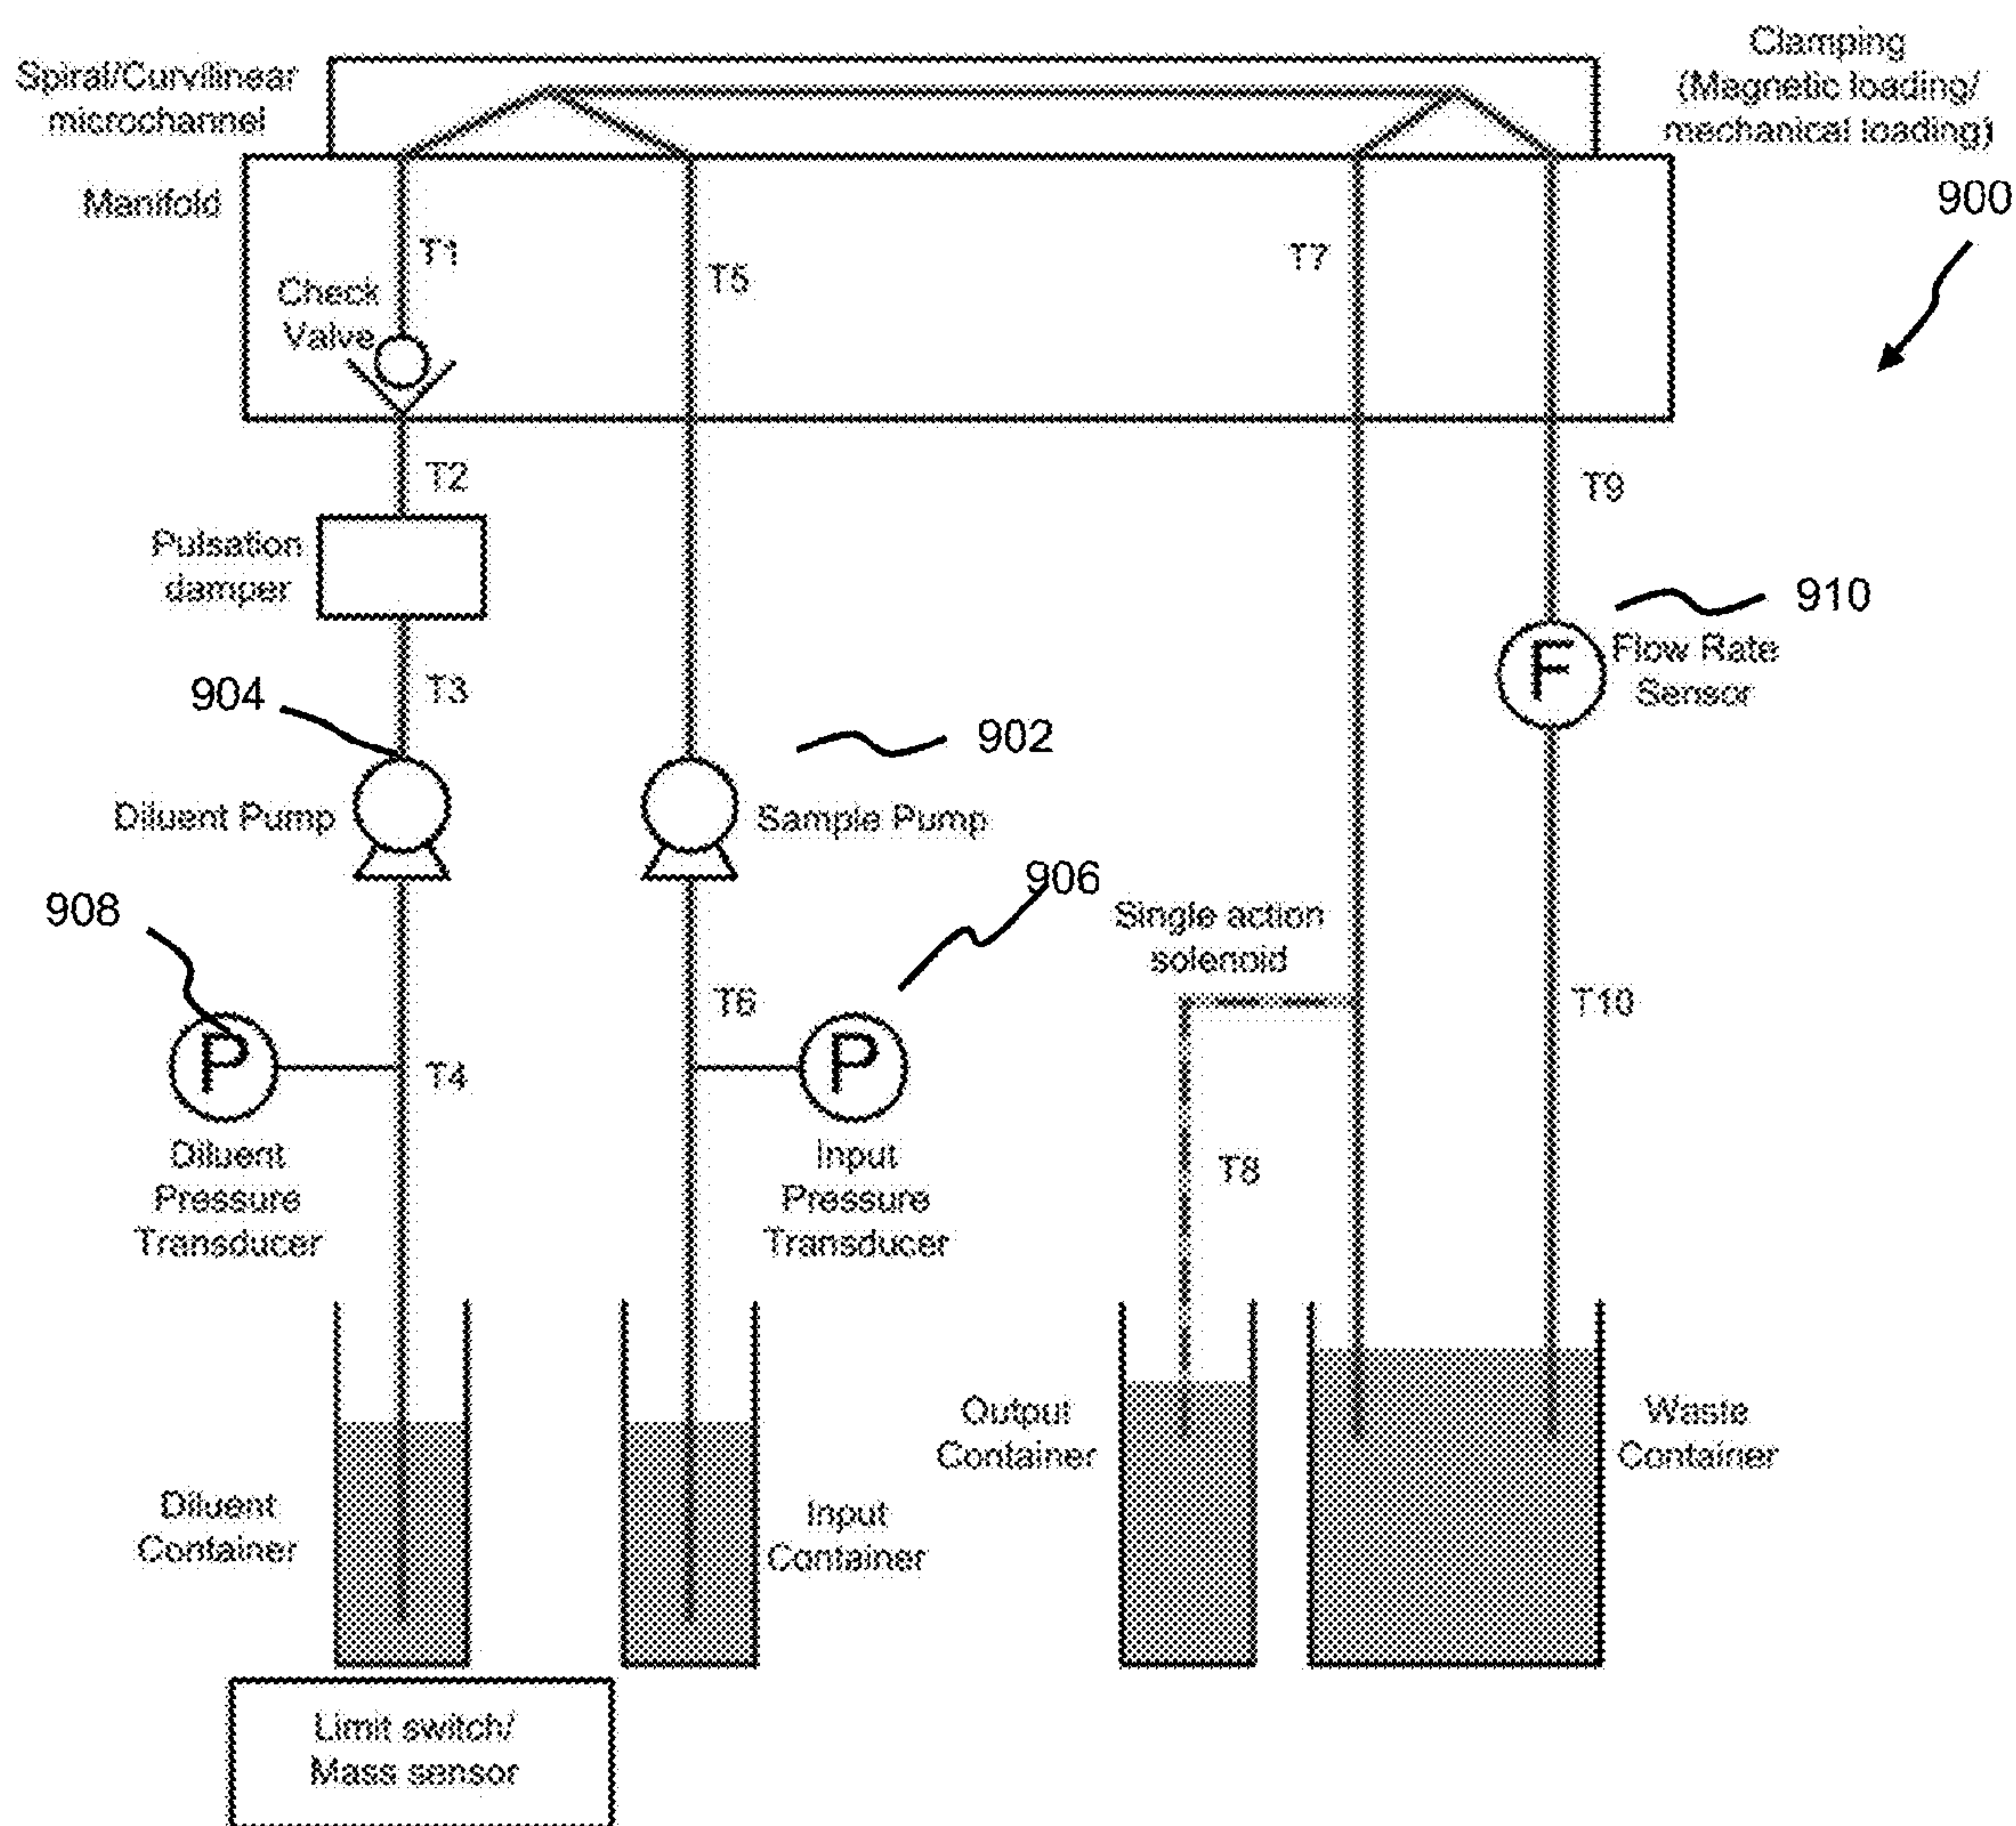 Spiral/Curvilinear
microchannel
Clamping
(Magnetic loading/
mechanical loading)
900
Manifold
T1
T5
T7
Check
Valve
T2
T9
Pulsation
damper
910
Flow Rate
Sensor
T3
904
902
Diluent Pump
Sample Pump
906
908
Single action
solenoid
T6
T10
P
P
F
T4
Diluent
Pressure
Transducer
Input
Pressure
Transducer
T8
Output
Container
Waste
Container
Diluent
Container
Input
Container
Limit switch/
Mass sensor